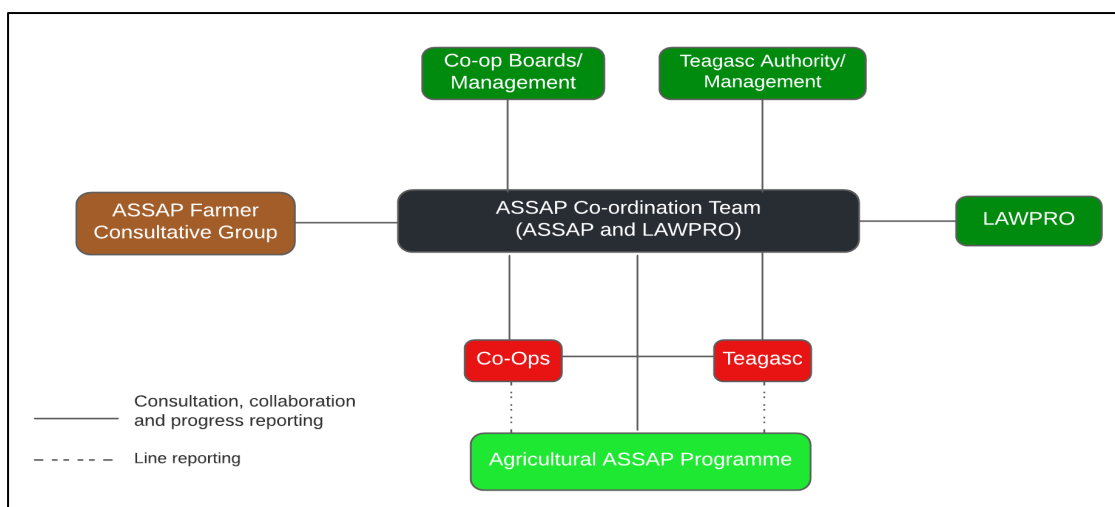 Co-op Boards/
Management
Teagasc Authority/
Management
ASSAP Farmer
Consultative Group
ASSAP Co-ordination Team
(ASSAP and LAWPRO)
LAWPRO
Co-Ops
Teagasc
Consultation, collaboration
and progress reporting
Line reporting
Agricultural ASSAP Programme